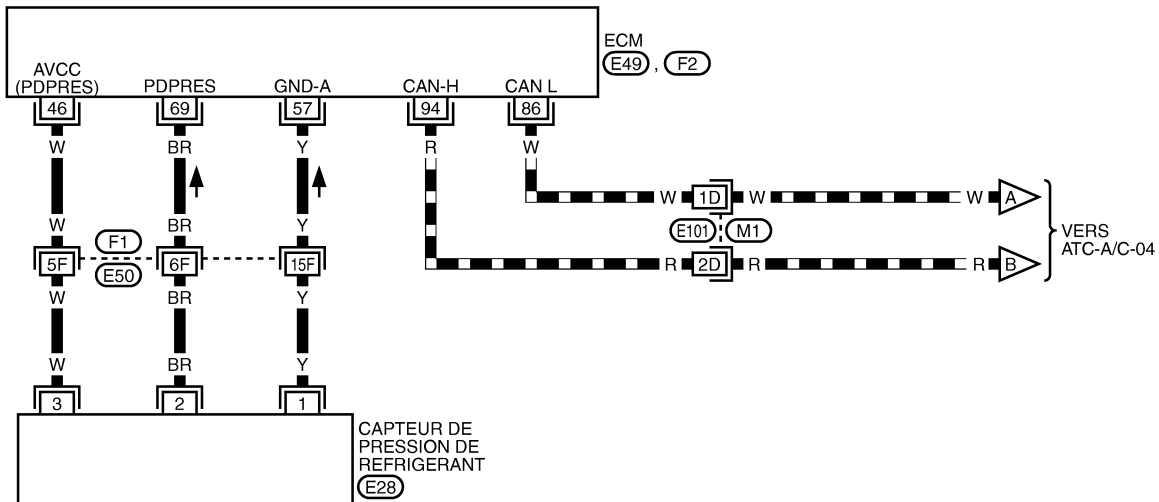 ECM
E49 , F2
AVCC
(PDPRES) PDPRES GND-A CAN-H CAN L
46 69 57 94 86
W BR Y R W
W 1D W W A
E101 M1
VERS
ATC-A/C-04
W BR Y
F1
5F 6F 15F R 2D R R B
E50
W BR Y
W BR Y
3 2 1
CAPTEUR DE
PRESSION DE
REFRIGERANT
E28